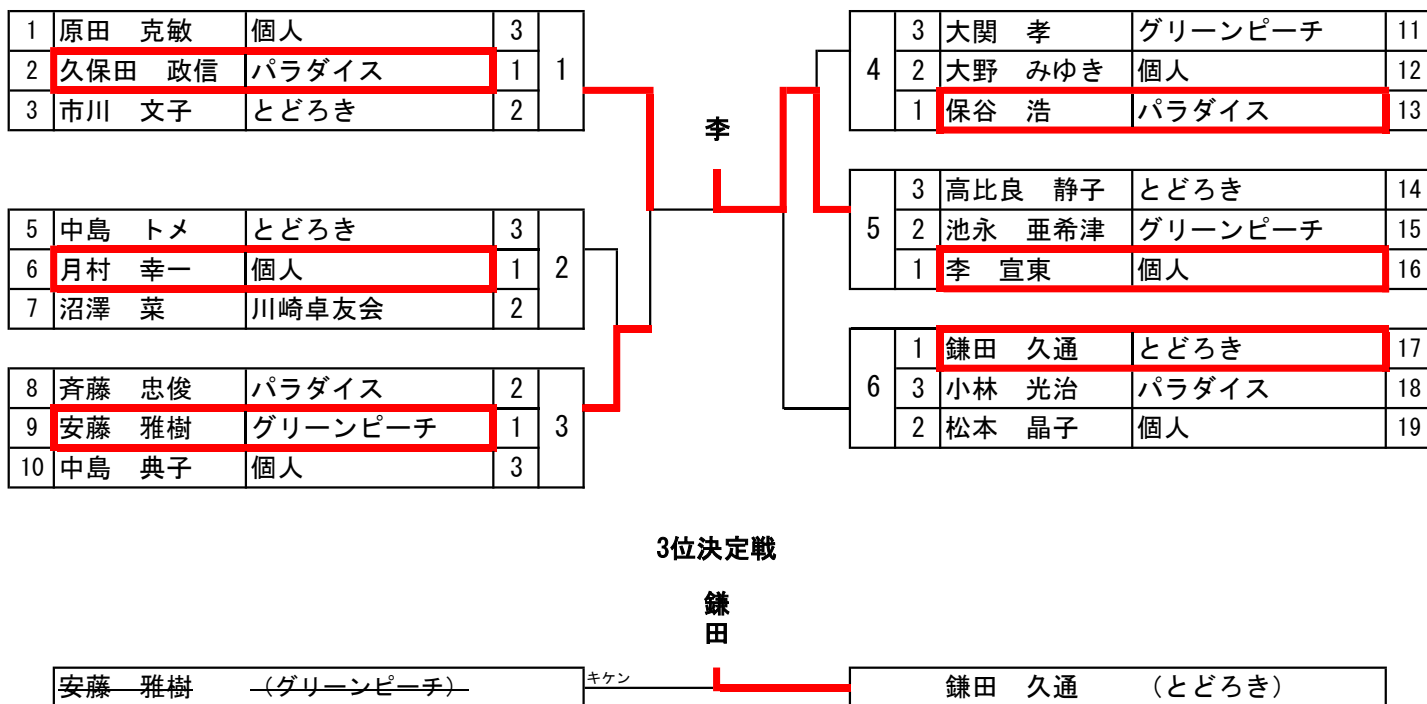 1 原田 克敏 個人 3
2 久保田 政信 パラダイス 1 1
3 市川 文子 とどろき 2
5 中島 トメ とどろき 3
6 月村 幸一 個人 1 2
7 沼澤 菜 川崎卓友会 2
8 斉藤 忠俊 パラダイス 2
9 安藤 雅樹 グリーンピーチ 1 3
10 中島 典子 個人 3
李
3 大関 孝 グリーンピーチ 11
4 2 大野 みゆき 個人 12
1 保谷 浩 パラダイス 13
3 高比良 静子 とどろき 14
5 2 池永 亜希津 グリーンピーチ 15
1 李 宣東 個人 16
1 鎌田 久通 とどろき 17
6 3 小林 光治 パラダイス 18
2 松本 晶子 個人 19
3位決定戦
鎌田
安藤 雅樹 (グリーンピーチ) キケン 鎌田 久通 (とどろき)